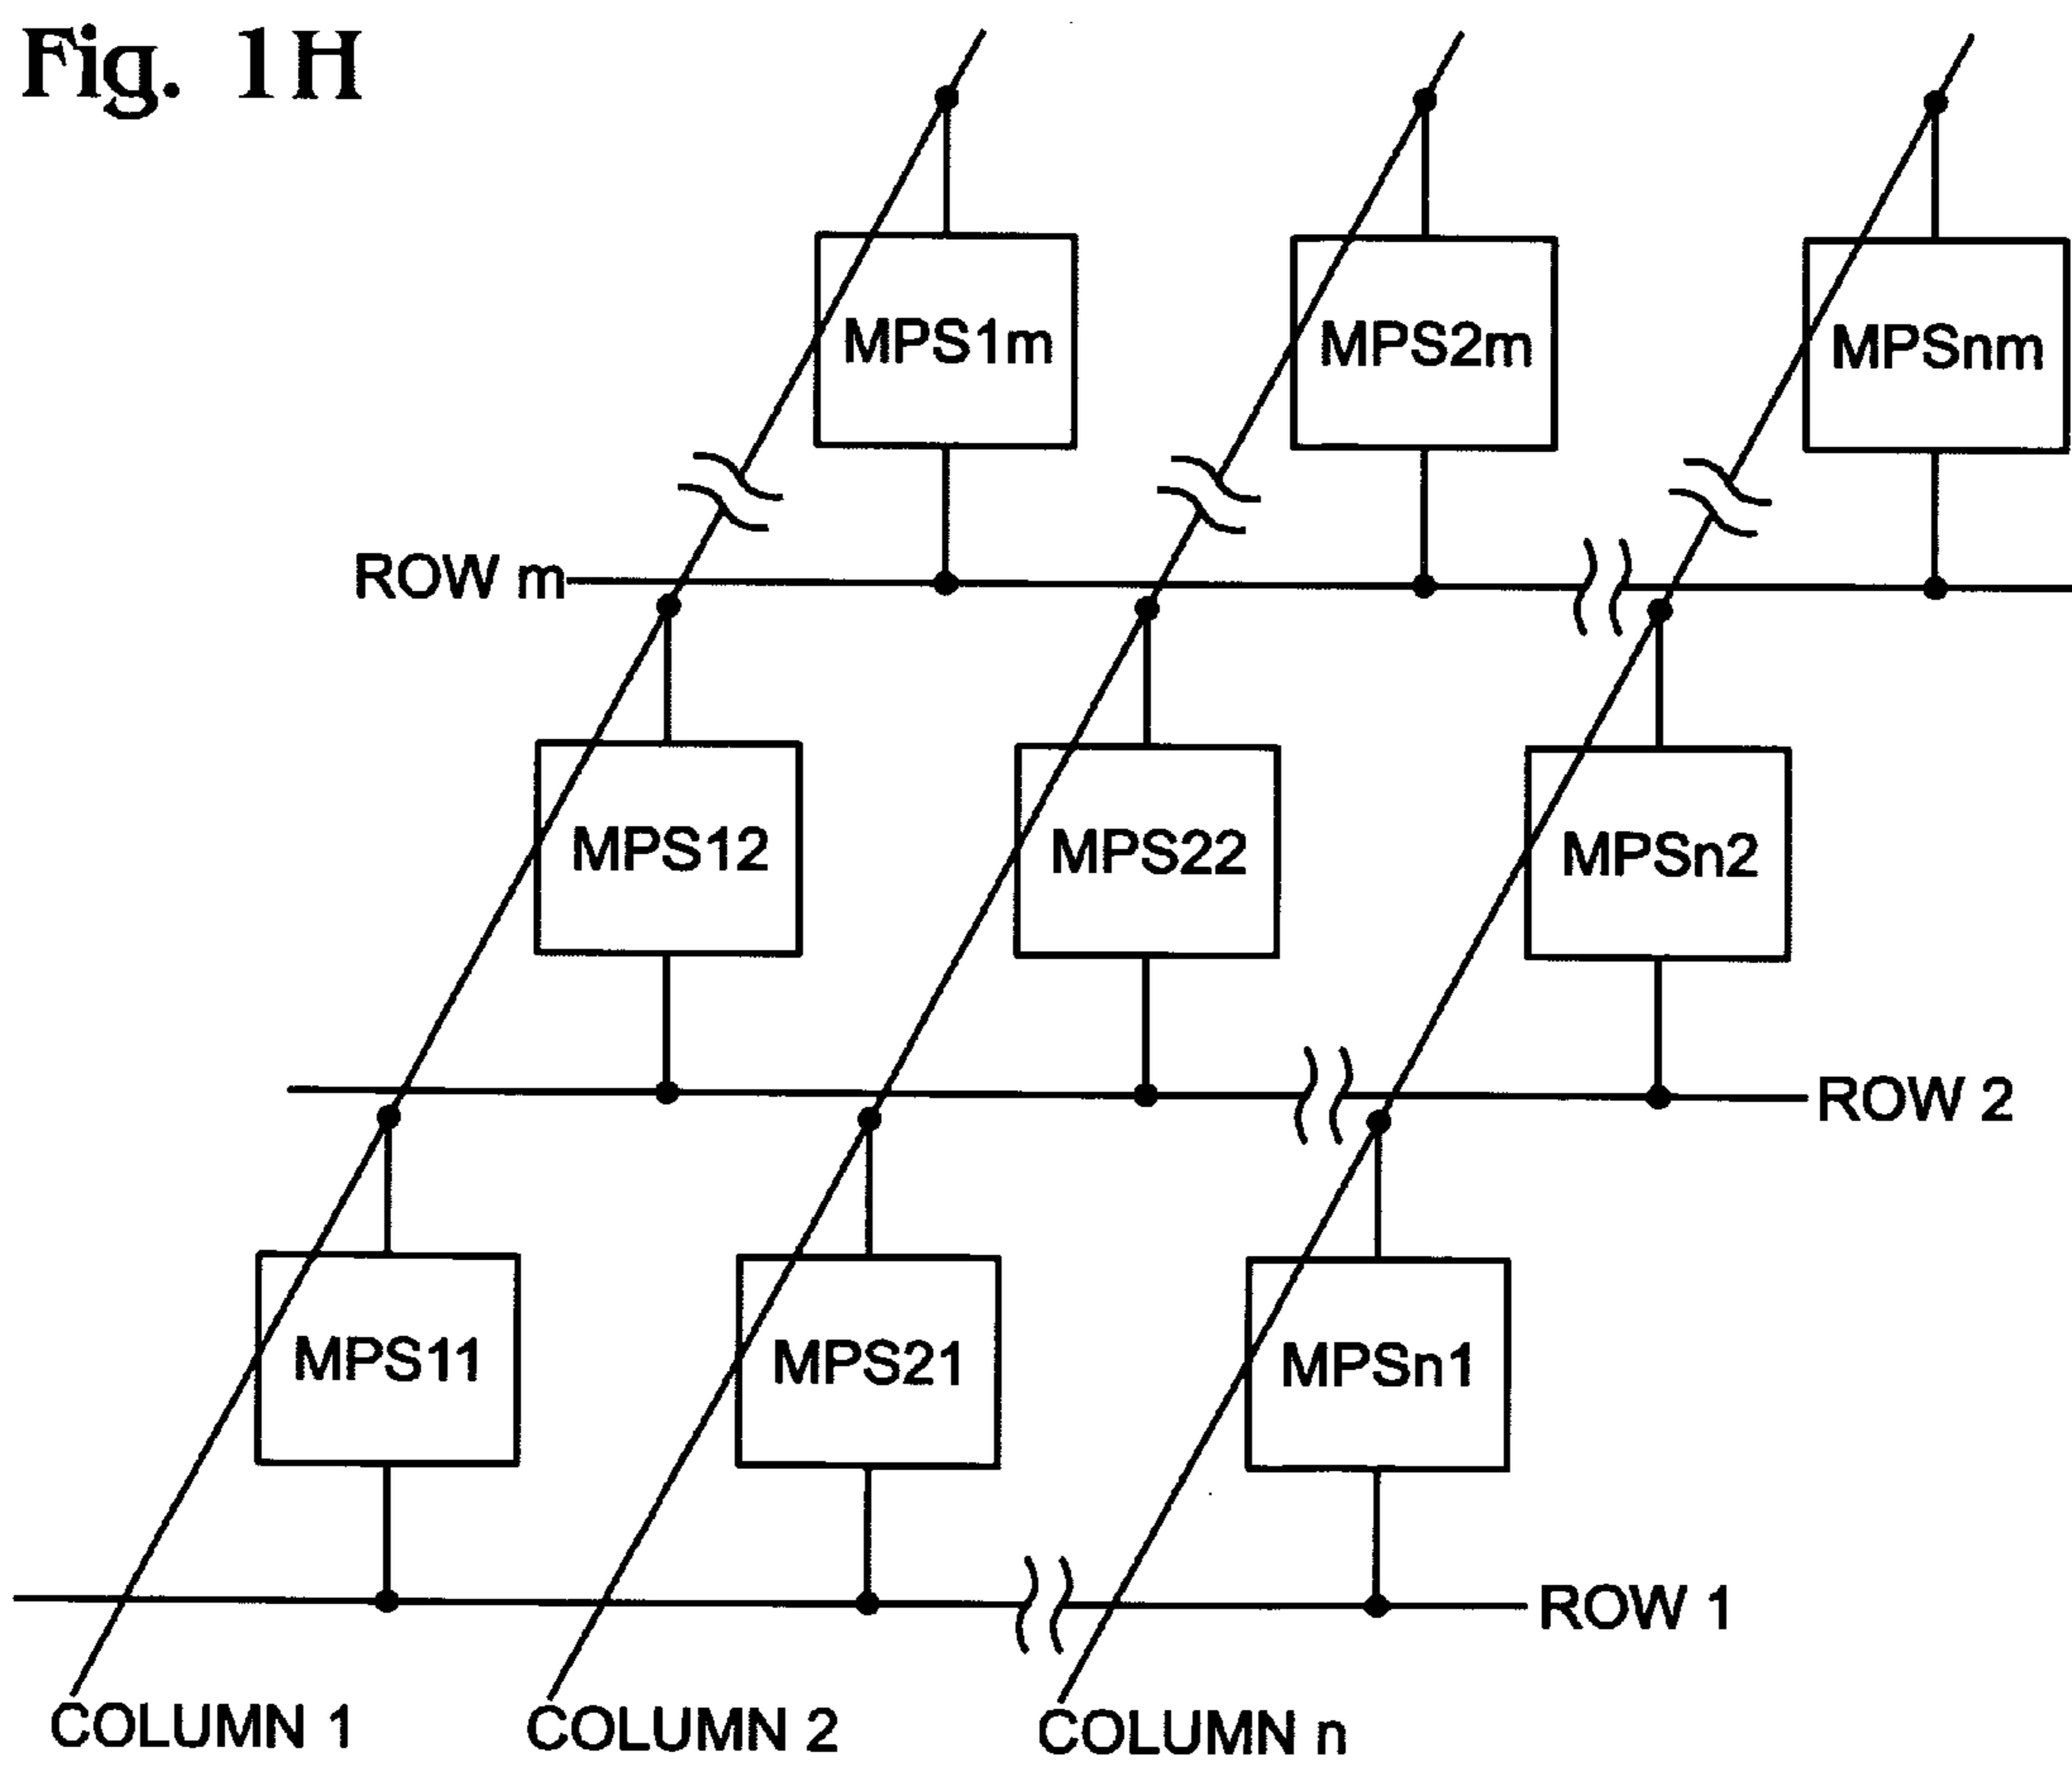 Fig. 1H
MPS1m
MPS2m
MPSnm
ROW m
MPS12
MPS22
MPSn2
ROW 2
MPS11
MPS21
MPSn1
ROW 1
COLUMN 1
COLUMN 2
COLUMN n